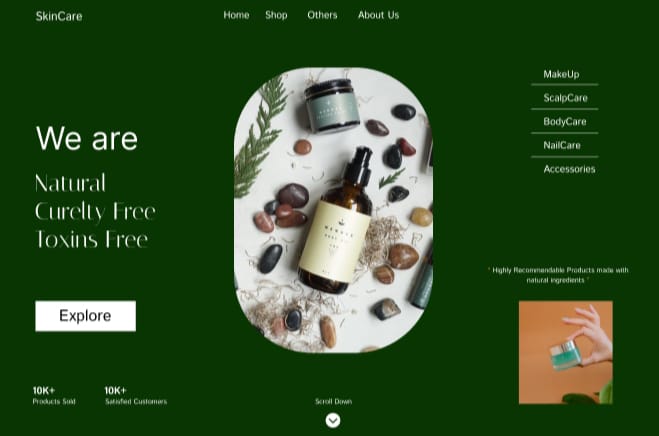 SkinCare
Home Shop Others About Us
MakeUp
ScalpCare
BodyCare
NailCare
Accessories
We are
Natural
Curelty Free
Toxins Free
Explore
" Highly Recommendable Products made with
natural ingredients "
10K+
Products Sold
10K+
Satisfied Customers
Scroll Down